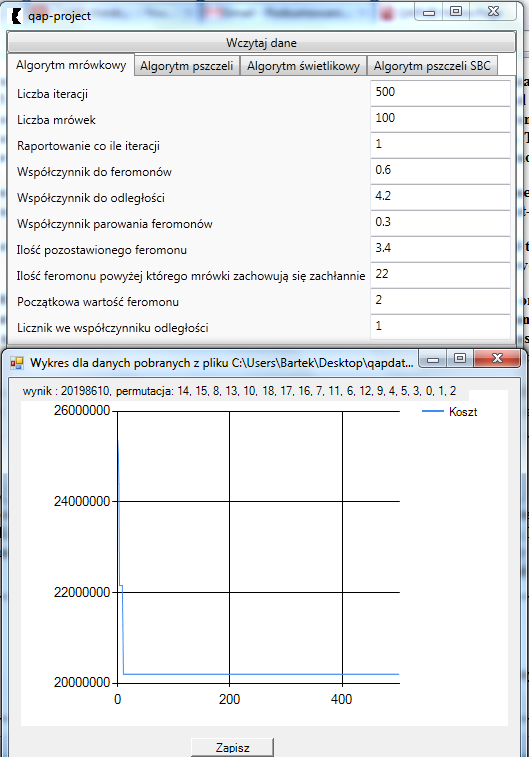 qap-project
Wczytaj dane
Algorytm mrówkowy Algorytm pszczeli Algorytm świetlikowy Algorytm pszczeli SBC
Liczba iteracji 500
Liczba mrówek 100
Raportowanie co ile iteracji 1
Współczynnik do feromonów 0.6
Współczynnik do odległości 4.2
Współczynnik parowania feromonów 0.3
Ilość pozostawionego feromonu 3.4
Ilość feromonu powyżej którego mrówki zachowują się zachłannie 22
Początkowa wartość feromonu 2
Licznik we współczynniku odległości 1
Wykres dla danych pobranych z pliku C:\Users\Bartek\Desktop\qapdat...
wynik : 20198610, permutacja: 14, 15, 8, 13, 10, 18, 17, 16, 7, 11, 6, 12, 9, 4, 5, 3, 0, 1, 2
26000000
Koszt
24000000
22000000
20000000
0 200 400
Zapisz